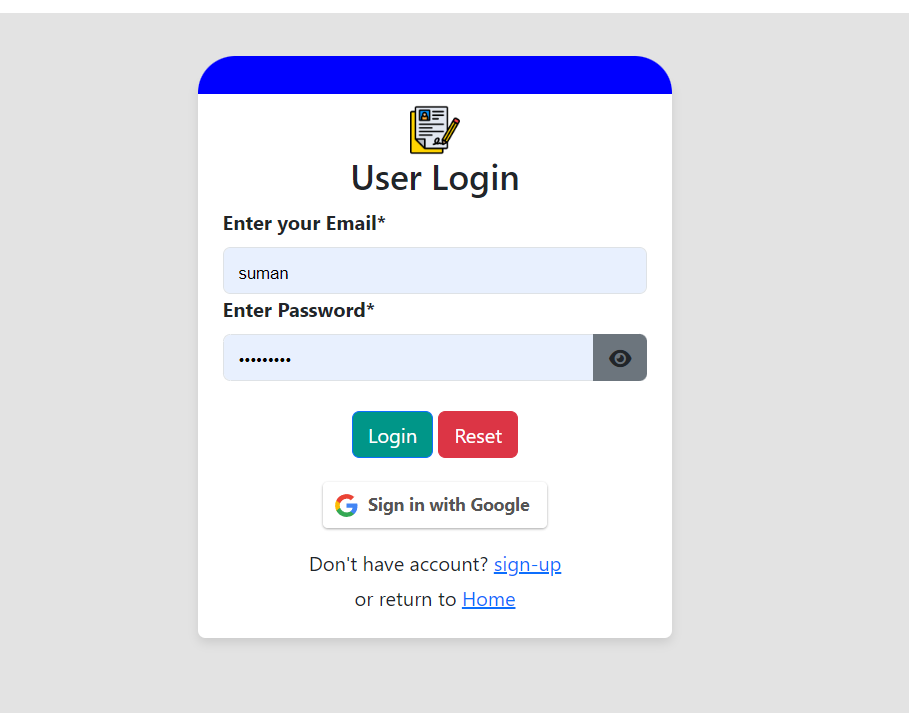 User Login
Enter your Email*
suman
Enter Password*
•••••••••
Login Reset
Sign in with Google
Don't have account? sign-up
or return to Home